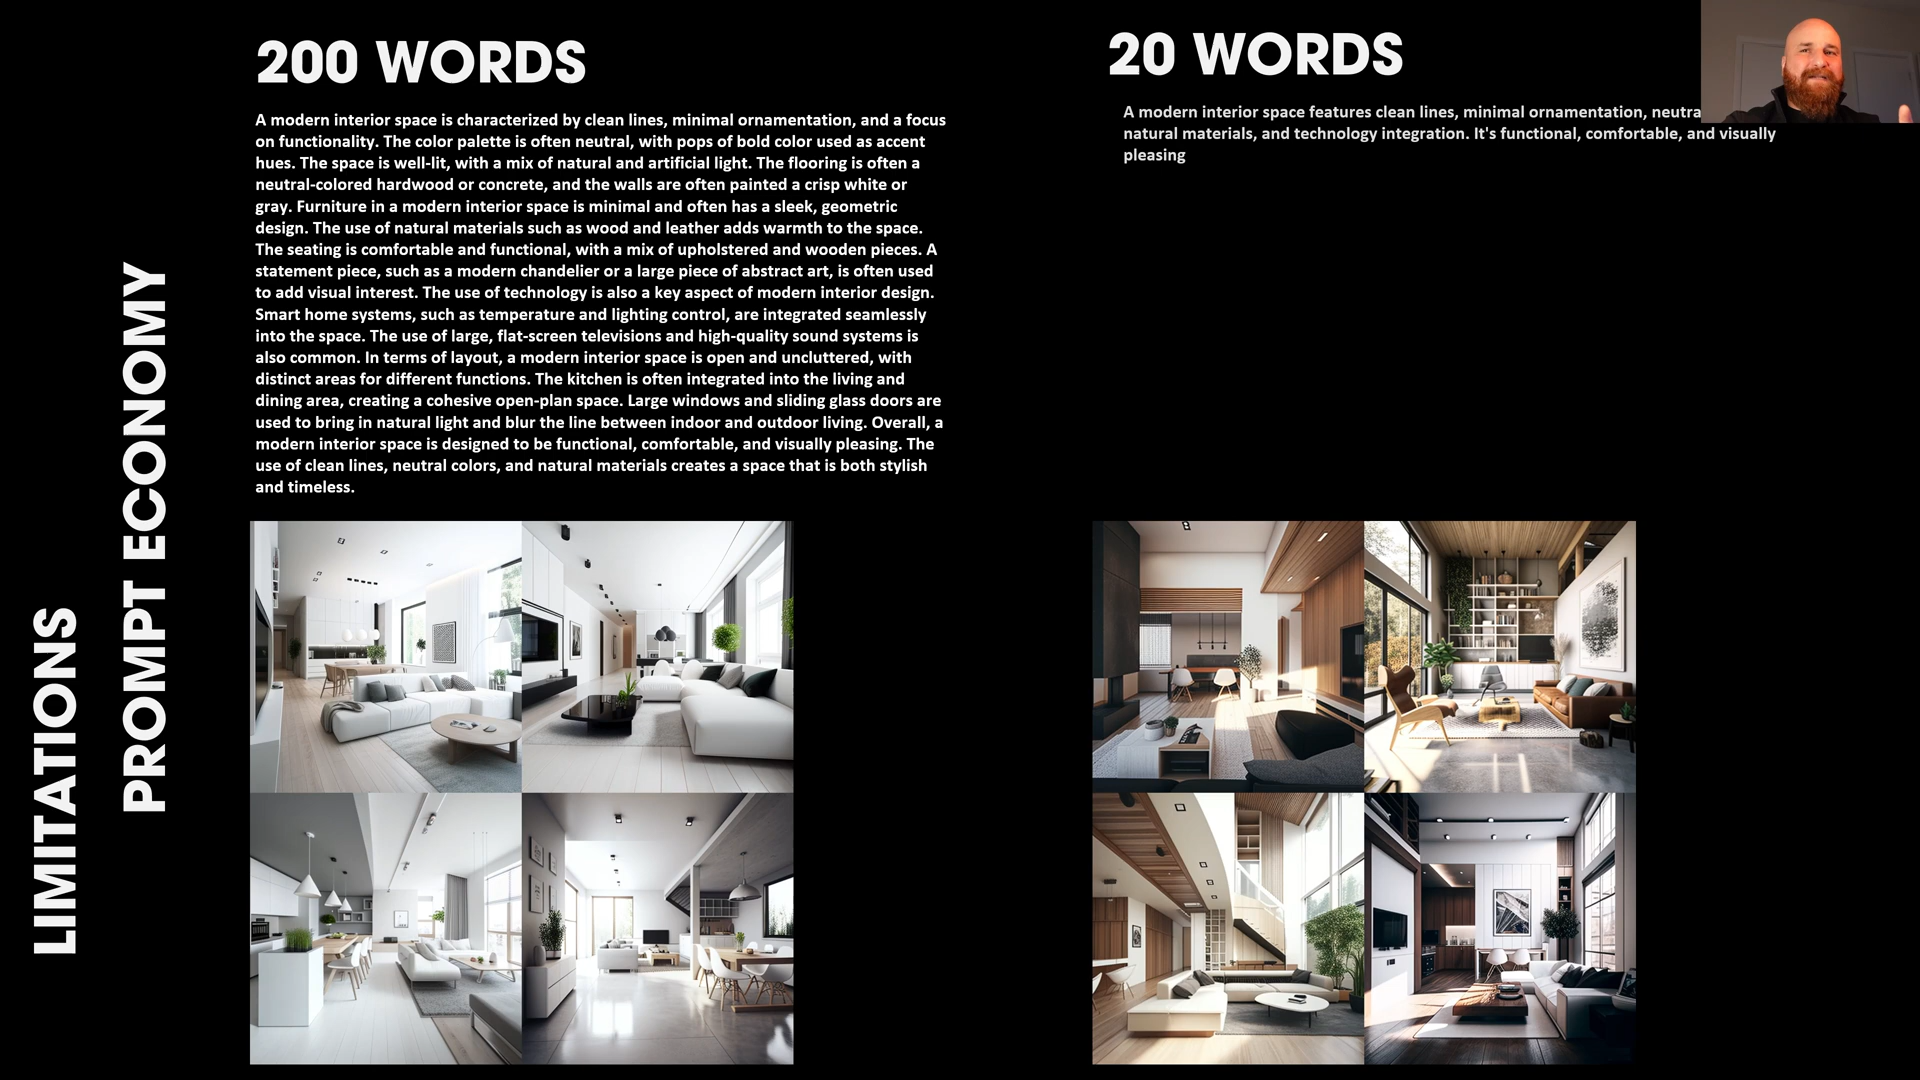 LIMITATIONS
PROMPT ECONOMY
200 WORDS
A modern interior space is characterized by clean lines, minimal ornamentation, and a focus
on functionality. The color palette is often neutral, with pops of bold color used as accent
hues. The space is well-lit, with a mix of natural and artificial light. The flooring is often a
neutral-colored hardwood or concrete, and the walls are often painted a crisp white or
gray. Furniture in a modern interior space is minimal and often has a sleek, geometric
design. The use of natural materials such as wood and leather adds warmth to the space.
The seating is comfortable and functional, with a mix of upholstered and wooden pieces. A
statement piece, such as a modern chandelier or a large piece of abstract art, is often used
to add visual interest. The use of technology is also a key aspect of modern interior design.
Smart home systems, such as temperature and lighting control, are integrated seamlessly
into the space. The use of large, flat-screen televisions and high-quality sound systems is
also common. In terms of layout, a modern interior space is open and uncluttered, with
distinct areas for different functions. The kitchen is often integrated into the living and
dining area, creating a cohesive open-plan space. Large windows and sliding glass doors are
used to bring in natural light and blur the line between indoor and outdoor living. Overall, a
modern interior space is designed to be functional, comfortable, and visually pleasing. The
use of clean lines, neutral colors, and natural materials creates a space that is both stylish
and timeless.
20 WORDS
A modern interior space features clean lines, minimal ornamentation, neutra
natural materials, and technology integration. It's functional, comfortable, and visually
pleasing